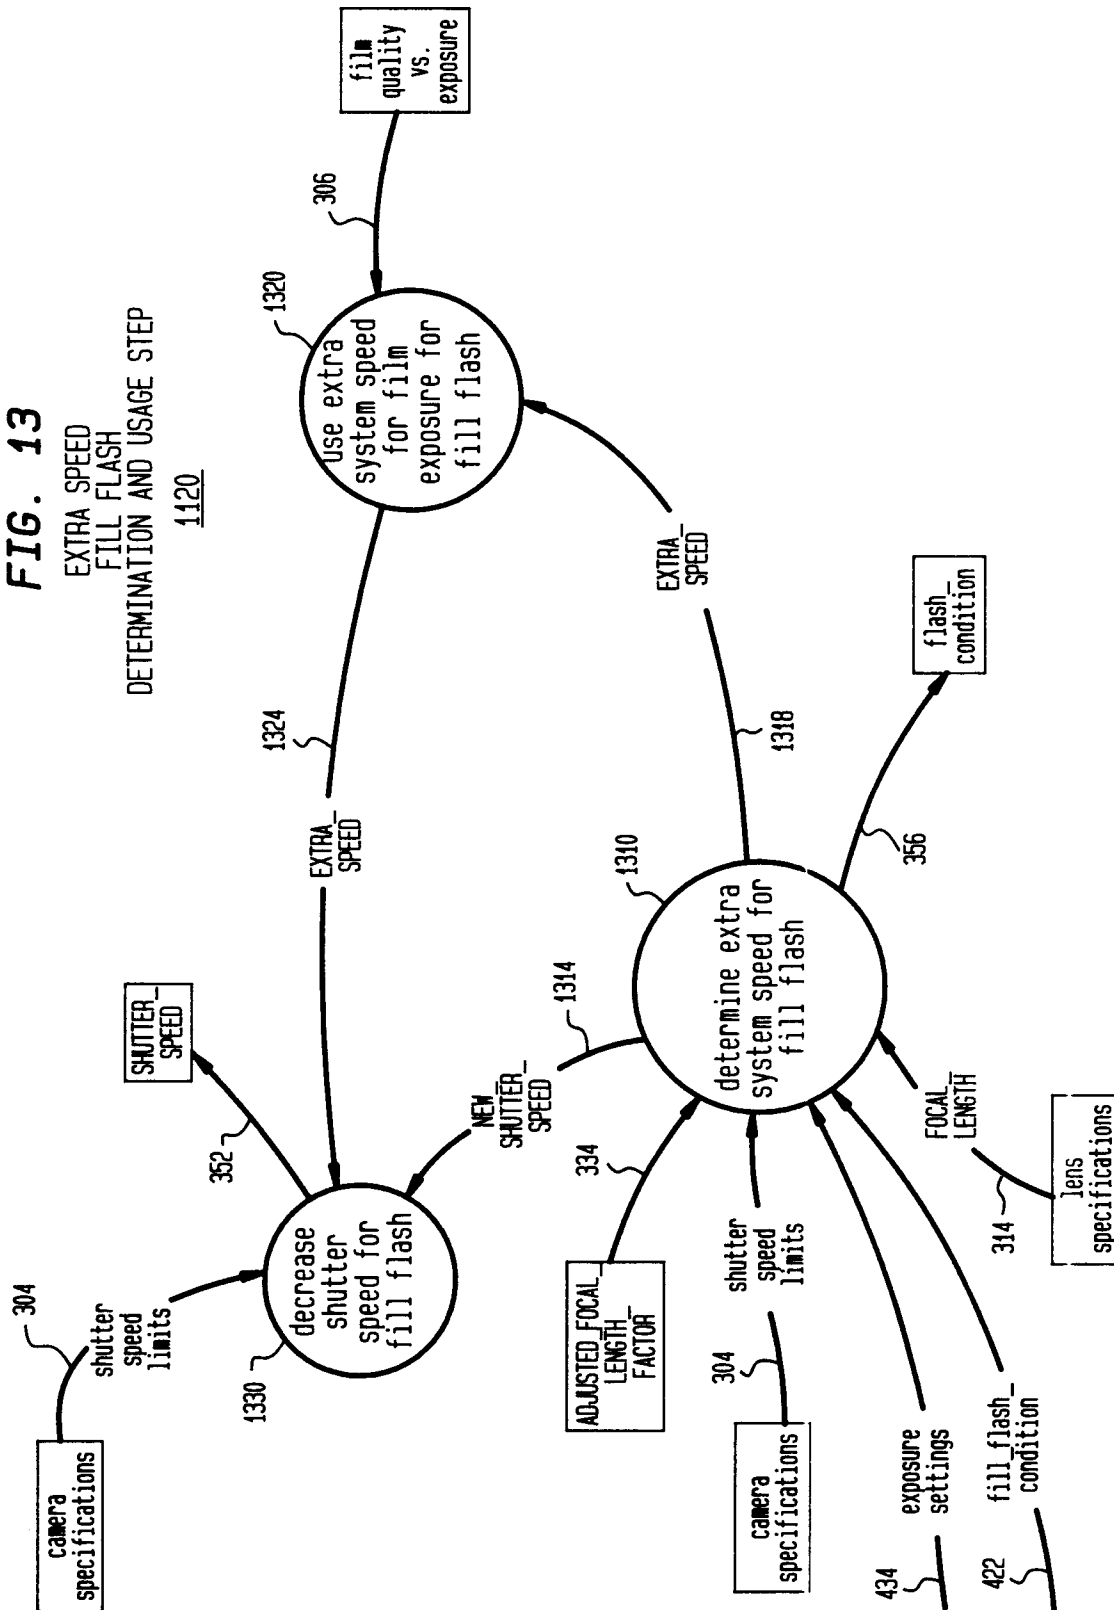 FIG. 13
EXTRA SPEED
FILL FLASH
DETERMINATION AND USAGE STEP
1120
camera
specifications
304
shutter
speed
limits
1330
decrease
shutter
speed for
fill flash
352
SHUTTER_
SPEED
EXTRA_
SPEED
1324
1320
use extra
system speed
for film
exposure for
fill flash
306
film
quality
vs.
exposure
NEW_
SHUTTER_
SPEED
1314
1310
determine extra
system speed for
fill flash
1318
EXTRA_
SPEED
356
flash_
condition
ADJUSTED_FOCAL_
LENGTH_
FACTOR
334
camera
specifications
304
shutter
speed
limits
434
exposure
settings
422
fill_flash_
condition
lens
specifications
314
FOCAL_
LENGTH